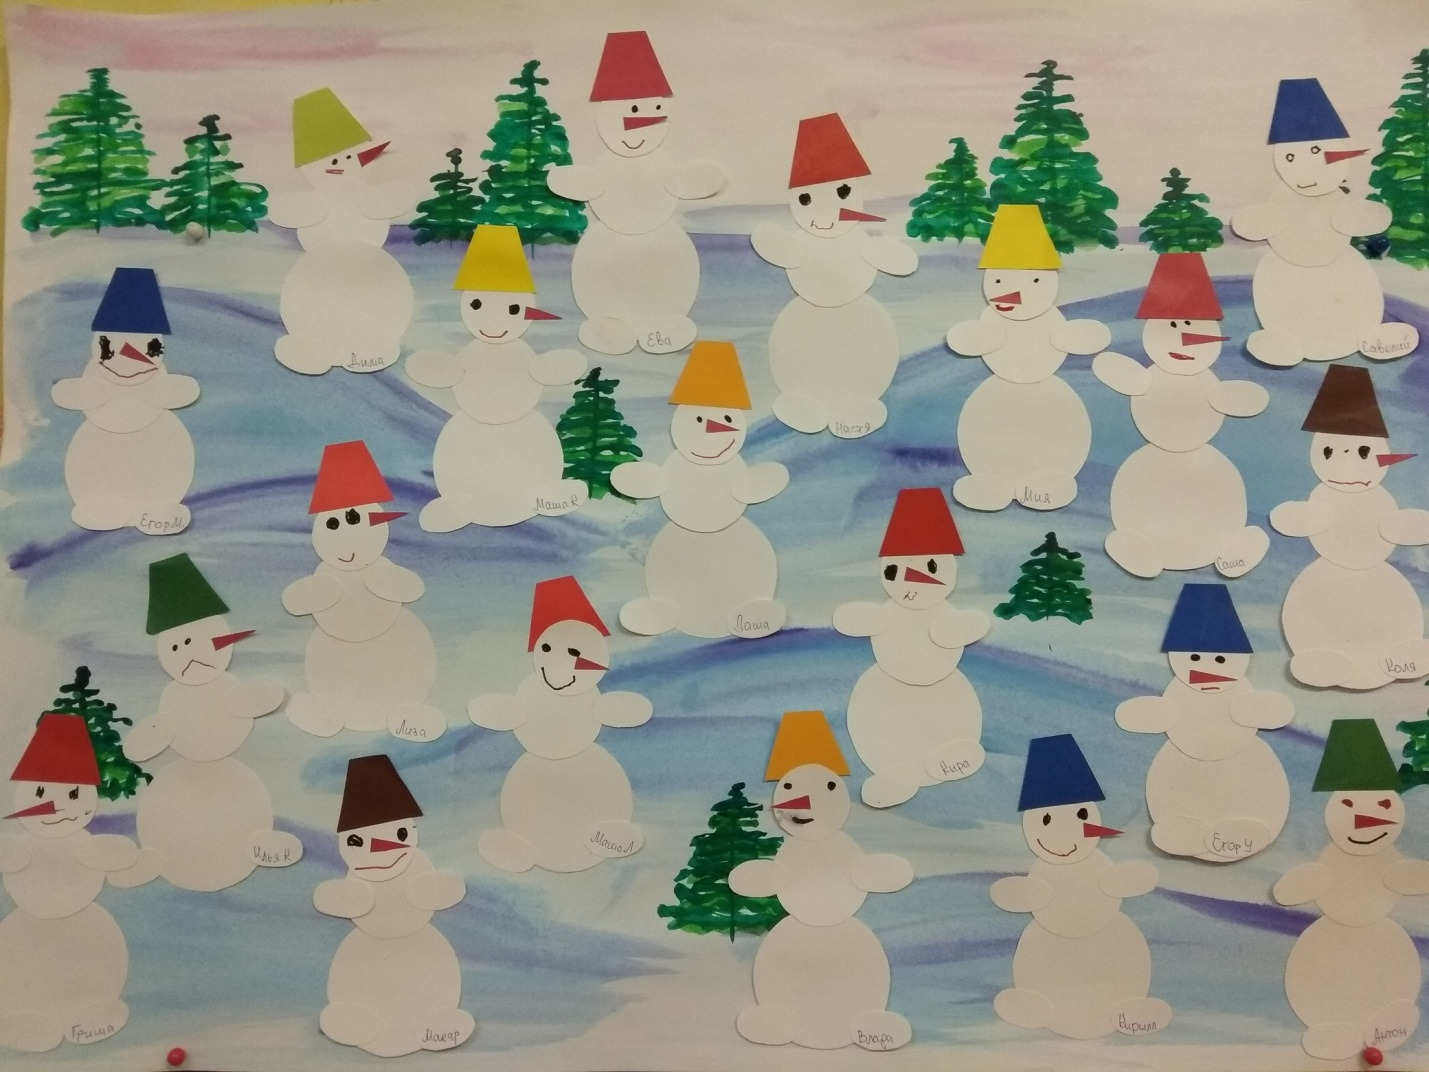 Дима
Ева
Савелий
Настя
Егор М.
Маша К
Мия
Саша
Даша
Коля
Лиза
Кира
Илья К
Маша Л
Егор У
Гриша
Макар
Влада
Кирилл
Антон